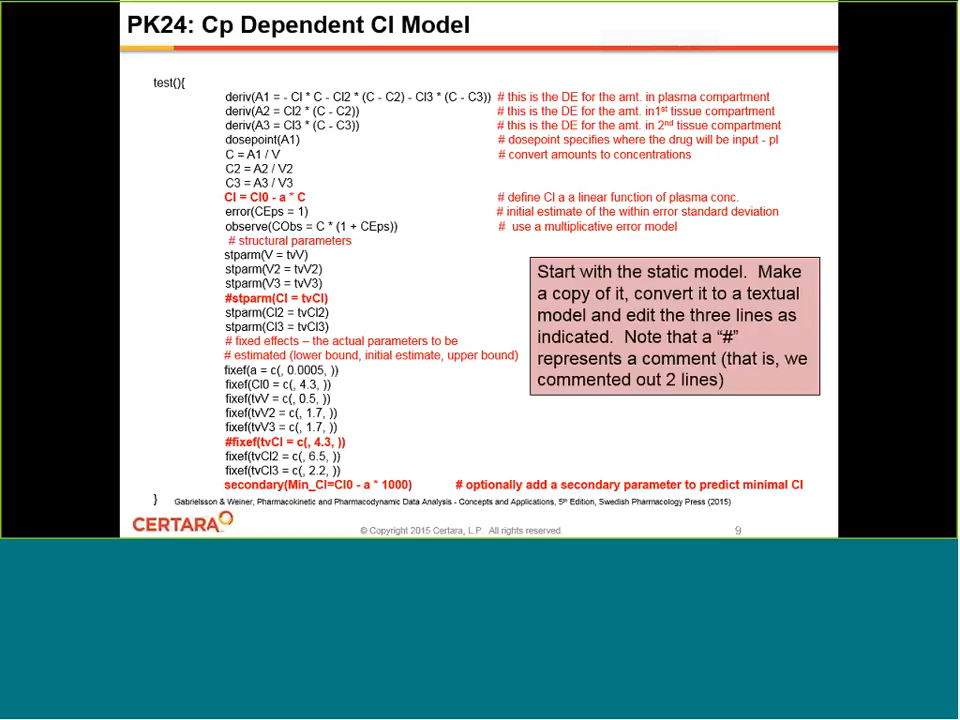 PK24: Cp Dependent Cl Model
test(){
deriv(A1 = - Cl * C - Cl2 * (C - C2) - Cl3 * (C - C3)) # this is the DE for the amt. in plasma compartment
deriv(A2 = Cl2 * (C - C2)) # this is the DE for the amt. in1st tissue compartment
deriv(A3 = Cl3 * (C - C3)) # this is the DE for the amt. in 2nd tissue compartment
dosepoint(A1) # dosepoint specifies where the drug will be input - pl
C = A1 / V # convert amounts to concentrations
C2 = A2 / V2
C3 = A3 / V3
Cl = Cl0 - a * C # define Cl a a linear function of plasma conc.
error(CEps = 1) # initial estimate of the within error standard deviation
observe(CObs = C * (1 + CEps)) # use a multiplicative error model
# structural parameters
stparm(V = tvV)
stparm(V2 = tvV2)
stparm(V3 = tvV3)
#stparm(Cl = tvCl)
stparm(Cl2 = tvCl2)
stparm(Cl3 = tvCl3)
# fixed effects – the actual parameters to be
# estimated (lower bound, initial estimate, upper bound)
fixef(a = c(, 0.0005, ))
fixef(Cl0 = c(, 4.3, ))
fixef(tvV = c(, 0.5, ))
fixef(tvV2 = c(, 1.7, ))
fixef(tvV3 = c(, 1.7, ))
#fixef(tvCl = c(, 4.3, ))
fixef(tvCl2 = c(, 6.5, ))
fixef(tvCl3 = c(, 2.2, ))
secondary(Min_Cl=Cl0 - a * 1000) # optionally add a secondary parameter to predict minimal Cl
}
Start with the static model. Make
a copy of it, convert it to a textual
model and edit the three lines as
indicated. Note that a “#”
represents a comment (that is, we
commented out 2 lines)
Gabrielsson & Weiner, Pharmacokinetic and Pharmacodynamic Data Analysis - Concepts and Applications, 5th Edition, Swedish Pharmacology Press (2015)
CERTARA
© Copyright 2015 Certara, L.P. All rights reserved.
9